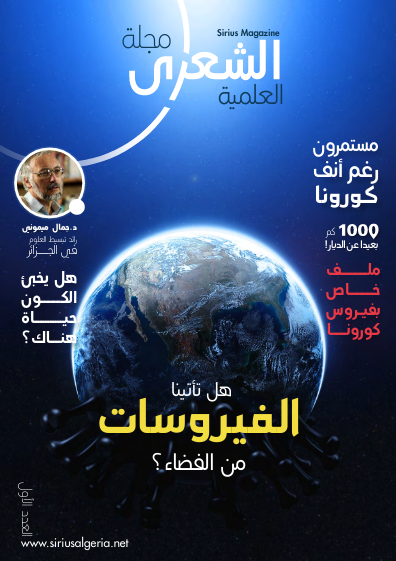 Sirius Magazine
مجلة
الشعرى
العلمية
مستمرون
رغم أنف
كورونا
1000 كم
بعيدا عن الديار!
ملف
خاص
بفيروس
كورونا
د.جمال ميموني
رائد تبسيط العلوم
في الجزائر
هل يخبئ
الكون
حياة
هناك؟
هل تأتينا
الفيروسات
من الفضاء؟
العدد الأول
www.siriusalgeria.net